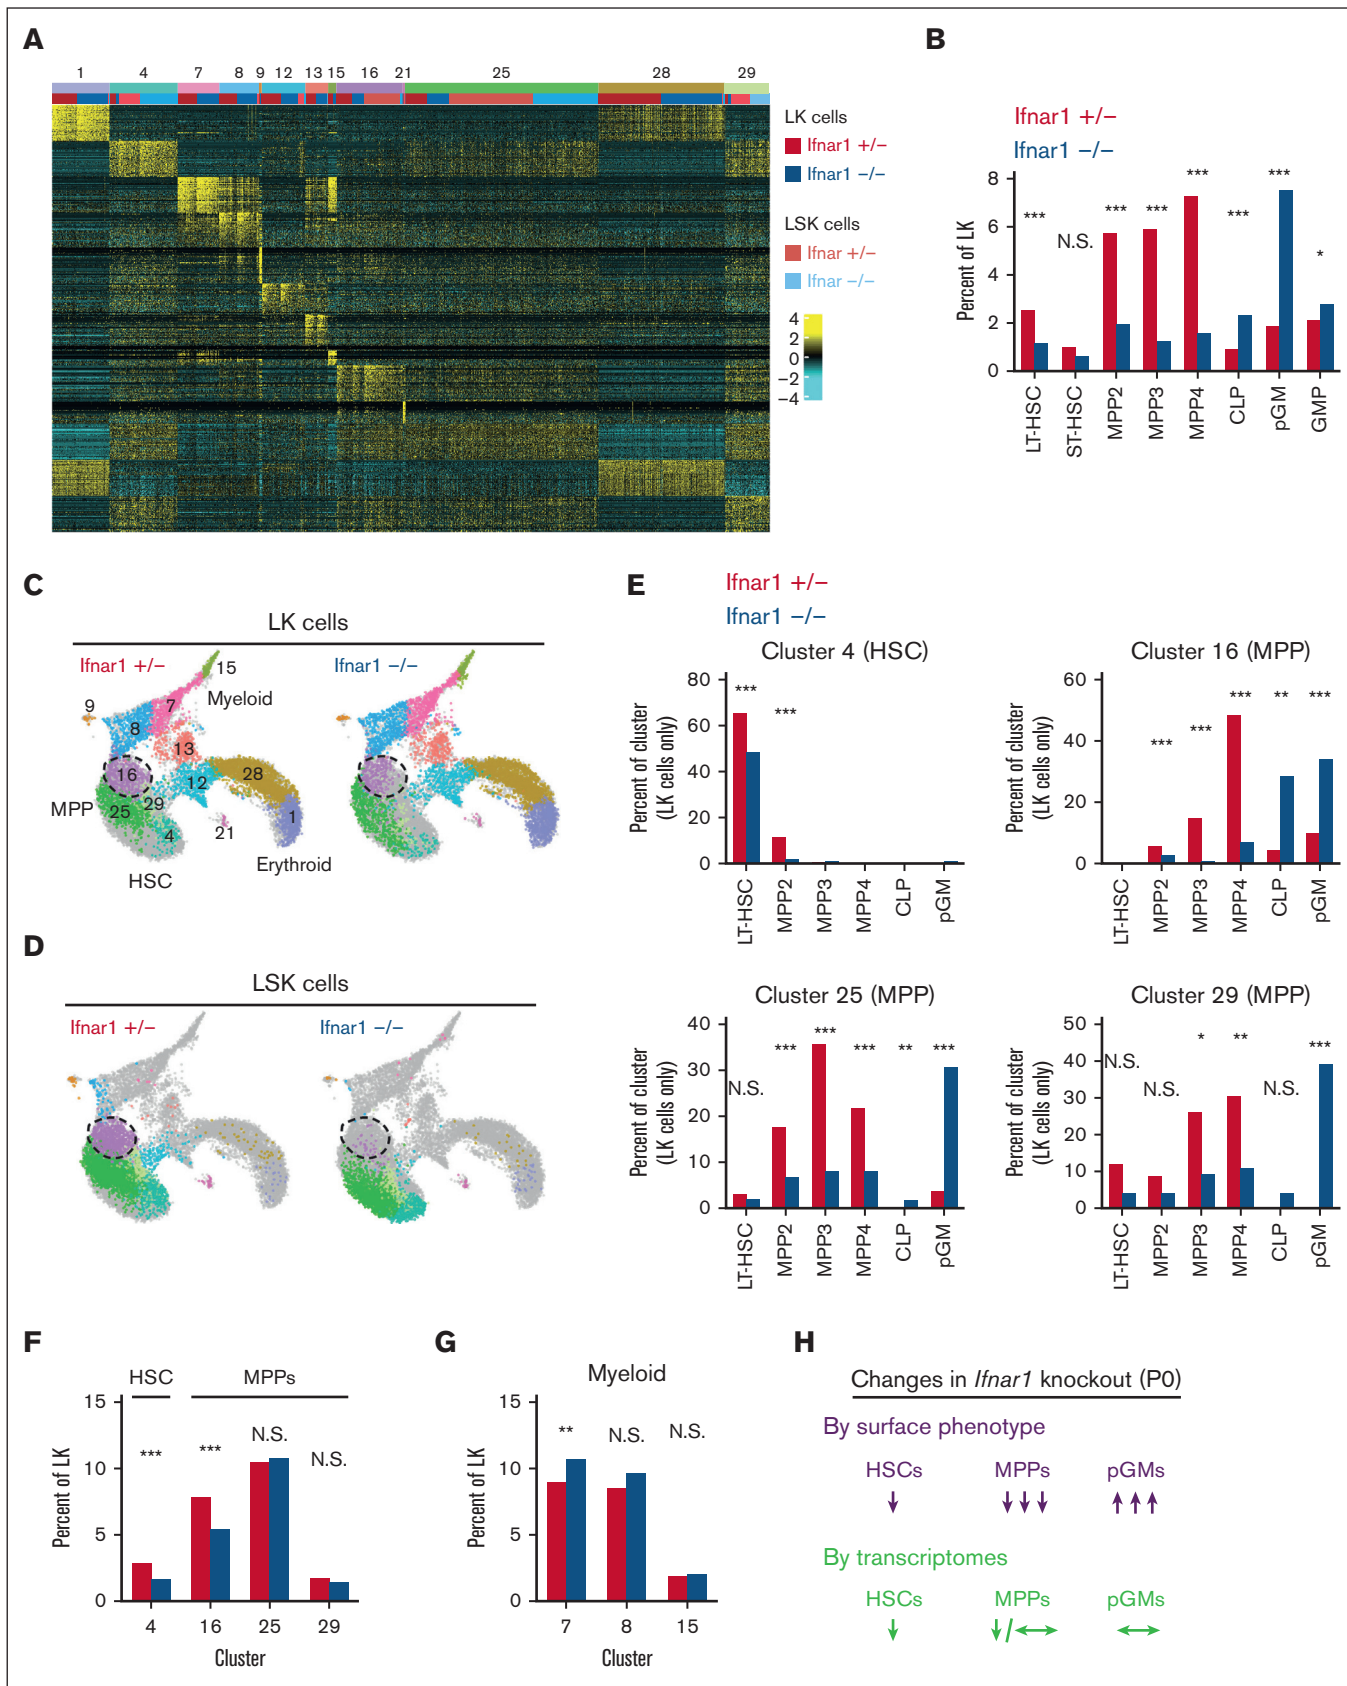 A
1 4 7 8 9 12 13 15 16 21 25 28 29
LK cells
Ifnar1 +/−
Ifnar1 −/−
LSK cells
Ifnar +/−
Ifnar −/−
4
2
0
−2
−4
B
Ifnar1 +/−
Ifnar1 −/−
Percent of LK
8
6
4
2
0
*** N.S. *** *** *** *** *** *
LT-HSC ST-HSC MPP2 MPP3 MPP4 CLP pGM GMP
C
LK cells
Ifnar1 +/−
Ifnar1 −/−
15
Myeloid
9
7
8
13
16
12
28
MPP
25
29
4
21
1
Erythroid
HSC
D
LSK cells
Ifnar1 +/−
Ifnar1 −/−
E
Ifnar1 +/−
Ifnar1 −/−
Cluster 4 (HSC)
Percent of cluster
(LK cells only)
80
60
40
20
0
*** ***
LT-HSC MPP2 MPP3 MPP4 CLP pGM
Cluster 16 (MPP)
Percent of cluster
(LK cells only)
60
40
20
0
*** *** *** ** ***
LT-HSC MPP2 MPP3 MPP4 CLP pGM
Cluster 25 (MPP)
Percent of cluster
(LK cells only)
40
30
20
10
0
N.S. *** *** *** ** ***
LT-HSC MPP2 MPP3 MPP4 CLP pGM
Cluster 29 (MPP)
Percent of cluster
(LK cells only)
50
40
30
20
10
0
N.S. N.S. * ** N.S. ***
LT-HSC MPP2 MPP3 MPP4 CLP pGM
F
HSC MPPs
Percent of LK
15
10
5
0
*** *** N.S. N.S.
4 16 25 29
Cluster
G
Myeloid
Percent of LK
15
10
5
0
** N.S. N.S.
7 8 15
Cluster
H
Changes in Ifnar1 knockout (P0)
By surface phenotype
HSCs MPPs pGMs
↓ ↓↓↓ ↑↑↑
By transcriptomes
HSCs MPPs pGMs
↓ ↓/↔ ↔